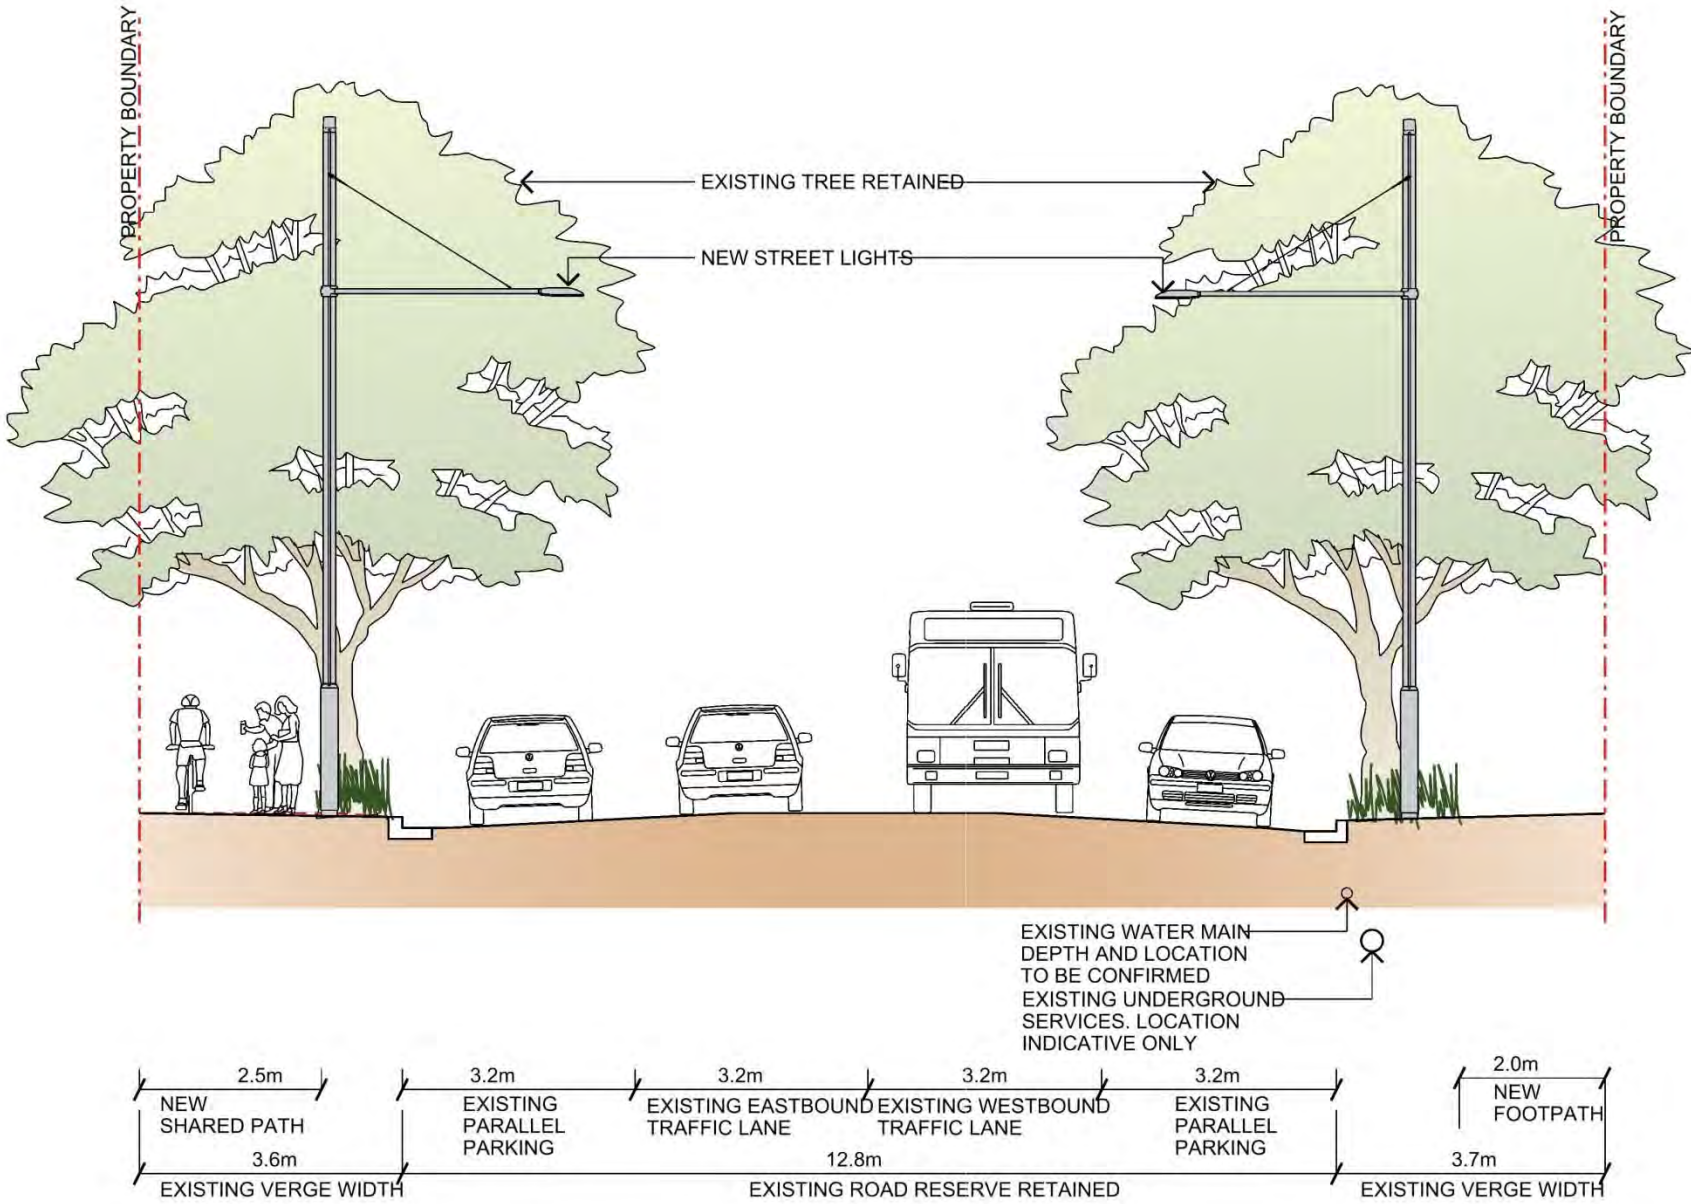 PROPERTY BOUNDARY
PROPERTY BOUNDARY
EXISTING TREE RETAINED
NEW STREET LIGHTS
EXISTING WATER MAIN
DEPTH AND LOCATION
TO BE CONFIRMED
EXISTING UNDERGROUND
SERVICES. LOCATION
INDICATIVE ONLY
2.5m
NEW
SHARED PATH
3.2m
EXISTING
PARALLEL
PARKING
3.2m
EXISTING EASTBOUND
TRAFFIC LANE
3.2m
EXISTING WESTBOUND
TRAFFIC LANE
3.2m
EXISTING
PARALLEL
PARKING
2.0m
NEW
FOOTPATH
3.6m
EXISTING VERGE WIDTH
12.8m
EXISTING ROAD RESERVE RETAINED
3.7m
EXISTING VERGE WIDTH